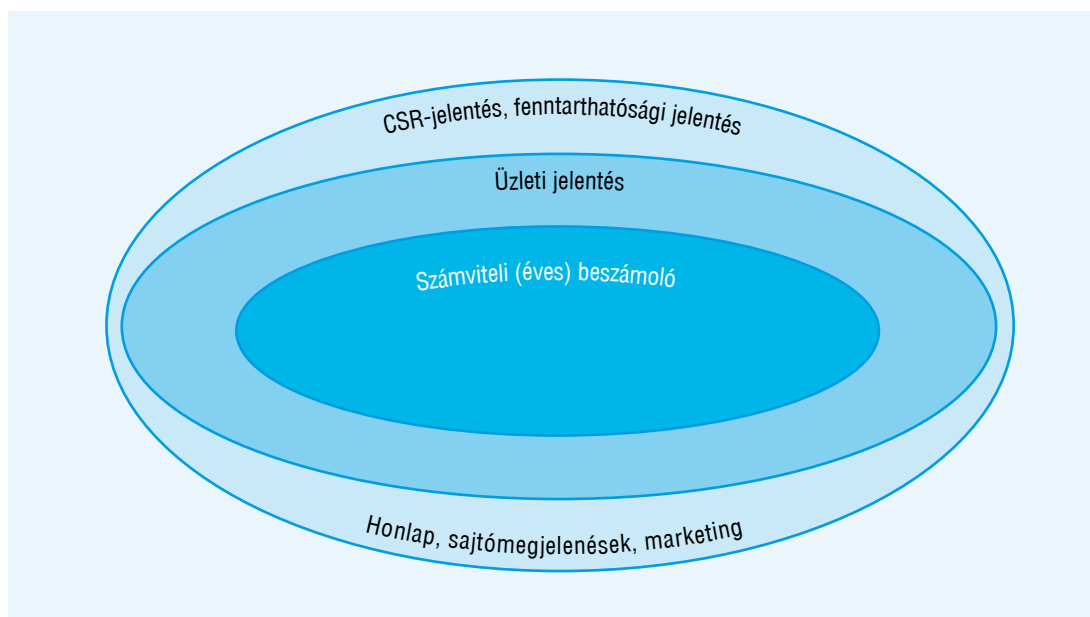 CSR-jelentés, fenntarthatósági jelentés
Üzleti jelentés
Számviteli (éves) beszámoló
Honlap, sajtómegjelenések, marketing